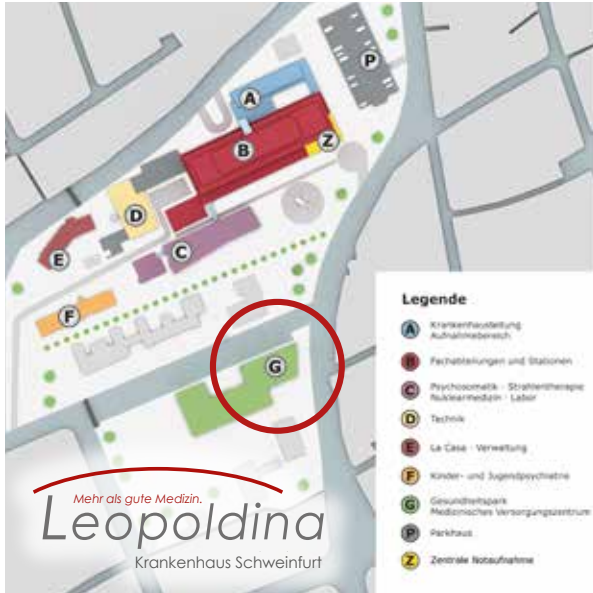 P
A
B
Z
D
E
C
F
G
Legende
A Krankenhausleitung
Aufnahmebereich
B Fachabteilungen und Stationen
C Psychosomatik · Strahlentherapie
Nuklearmedizin · Labor
D Technik
E La Casa · Verwaltung
F Kinder- und Jugendpsychiatrie
G Gesundheitspark
Medizinisches Versorgungszentrum
P Parkhaus
Z Zentrale Notaufnahme
Mehr als gute Medizin.
Leopoldina
Krankenhaus Schweinfurt